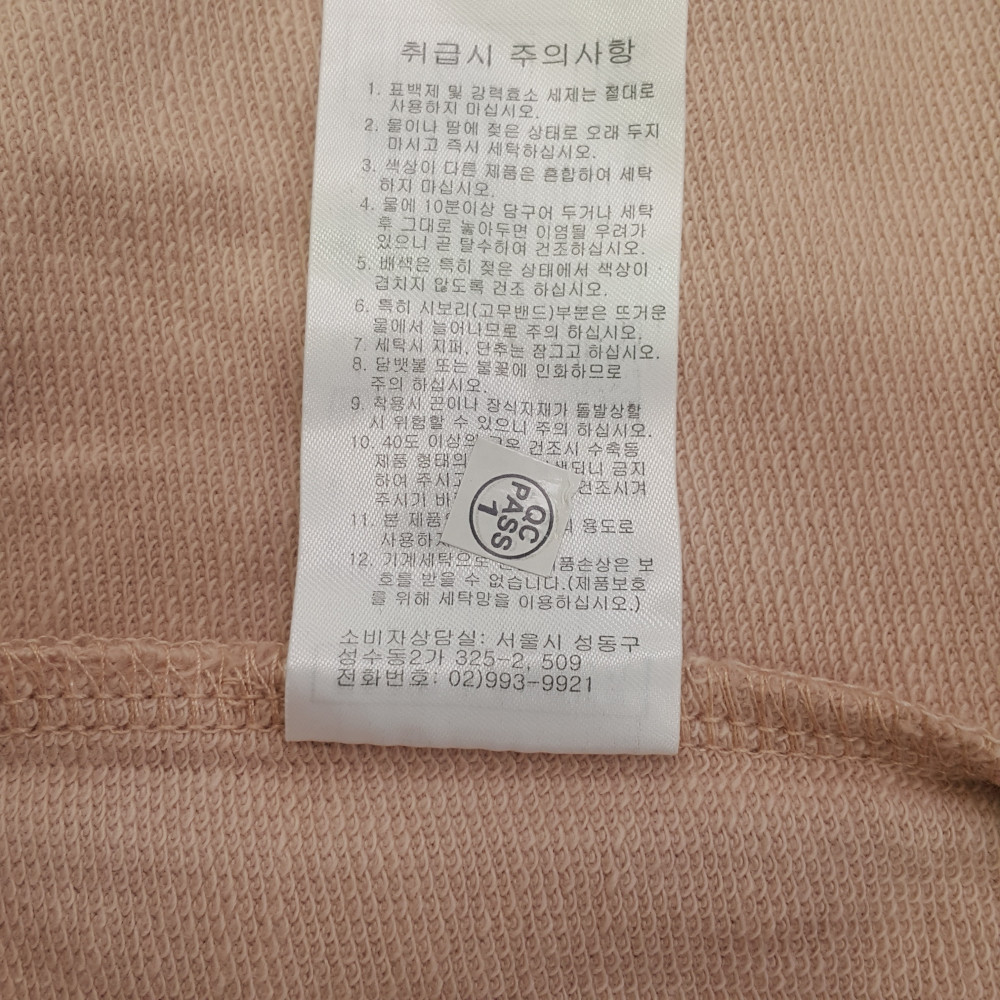 취급시 주의사항
1. 표백제 및 강력효소 세제는 절대로
사용하지 마십시오.
2. 물이나 땀에 젖은 상태로 오래 두지
마시고 즉시 세탁하십시오.
3. 색상이 다른 제품은 혼합하여 세탁
하지 마십시오.
4. 물에 10분이상 담구어 두거나 세탁
후 그대로 놓아두면 이염될 우려가
있으니 곧 탈수하여 건조하십시오.
5. 배색은 특히 젖은 상태에서 색상이
겹치지 않도록 건조 하십시오.
6. 특히 시보리(고무밴드)부분은 뜨거운
물에서 늘어나므로 주의 하십시오.
7. 세탁시 지퍼, 단추는 잠그고 하십시오.
8. 담뱃불 또는 불꽃에 인화하므로
주의 하십시오.
9. 착용시 끈이나 장식자재가 돌발상할
시 위험할 수 있으니 주의 하십시오.
10. 40도 이상의 건조시 수축등
제품 형태의 금지
하여 주시고 건조시켜
주시기
11. 본 제품 용도로
12. 기계세탁으로
호를 받을 수 없습니다.(제품보호
를 위해 세탁망을 이용하십시오.)
QC
PASS
1
소비자상담실: 서울시 성동구
성수동2가 325-2, 509
전화번호: 02)993-9921